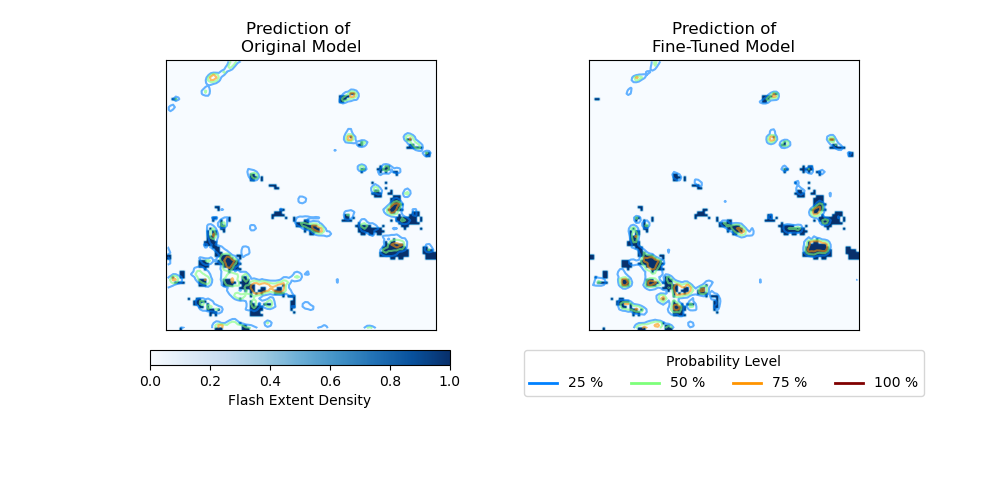 Prediction of
Original Model
Prediction of
Fine-Tuned Model
0.0 0.2 0.4 0.6 0.8 1.0
Flash Extent Density
Probability Level
25 % 50 % 75 % 100 %